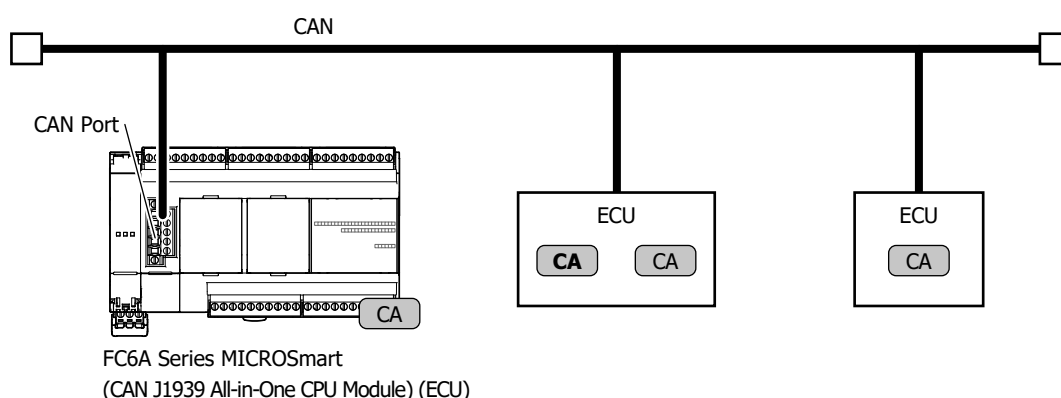 CAN
CAN Port
ECU
CA
CA
ECU
CA
CA
FC6A Series MICROSmart
(CAN J1939 All-in-One CPU Module) (ECU)